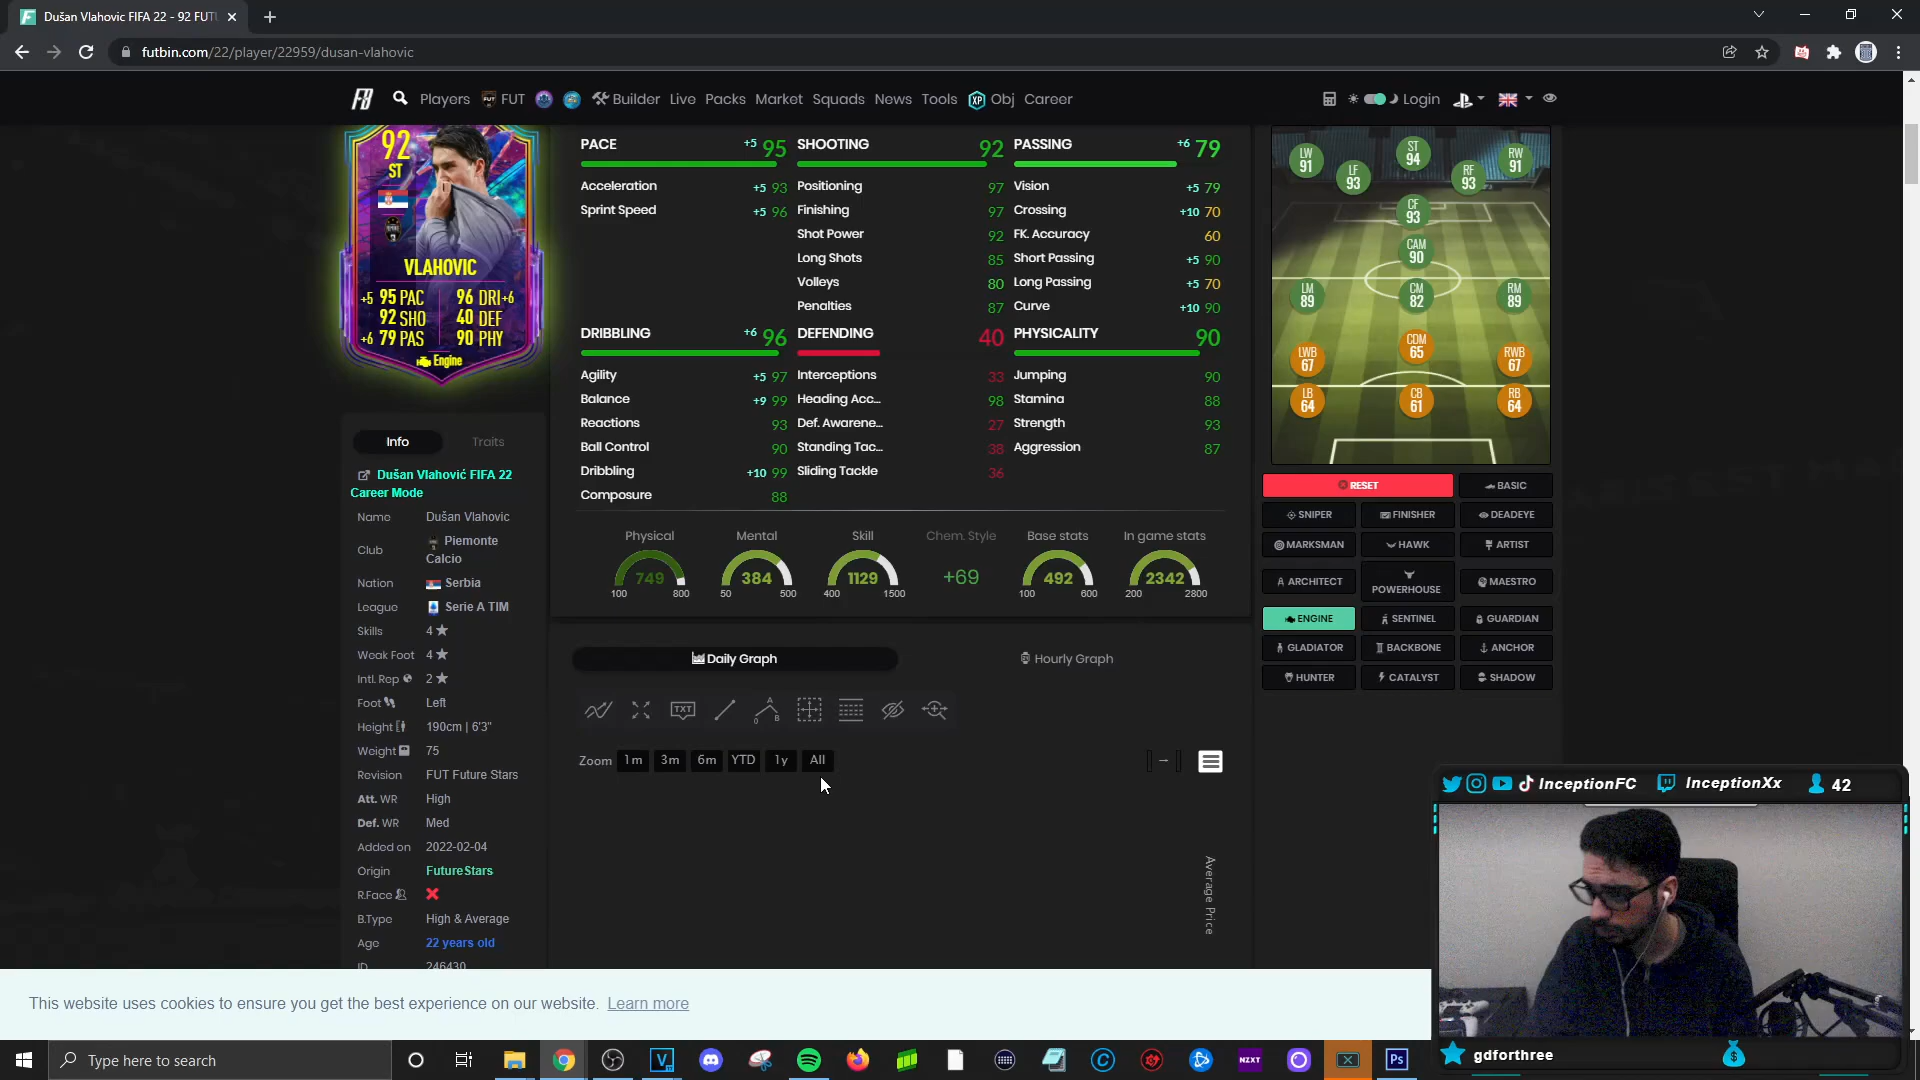 Dušan Vlahovic FIFA 22 - 92 FUT
futbin.com/22/player/22959/dusan-vlahovic
Players FUT Builder Live Packs Market Squads News Tools XP Obj Career Login
92
ST
VLAHOVIC
+5 95 PAC 96 DRI +6
92 SHO 40 DEF
+6 79 PAS 90 PHY
Engine
PACE +5 95
Acceleration +5 93
Sprint Speed +5 96
SHOOTING 92
Positioning 97
Finishing 97
Shot Power 92
Long Shots 85
Volleys 80
Penalties 87
PASSING +6 79
Vision +5 79
Crossing +10 70
FK. Accuracy 60
Short Passing +5 90
Long Passing +5 70
Curve +10 90
DRIBBLING +6 96
Agility +5 97
Balance +9 99
Reactions 93
Ball Control 90
Dribbling +10 99
Composure 88
DEFENDING 40
Interceptions 33
Heading Acc... 98
Def. Awarene... 27
Standing Tac... 38
Sliding Tackle 36
PHYSICALITY 90
Jumping 90
Stamina 88
Strength 93
Aggression 87
Physical 749 100 800
Mental 384 50 500
Skill 1129 400 1500
Chem. Style +69
Base stats 492 100 600
In game stats 2342 200 2800
LW 91
LF 93
ST 94
RF 93
RW 91
CF 93
CAM 90
LM 89
CM 82
RM 89
LWB 67
CDM 65
RWB 67
LB 64
CB 61
RB 64
RESET BASIC
SNIPER FINISHER DEADEYE
MARKSMAN HAWK ARTIST
ARCHITECT POWERHOUSE MAESTRO
ENGINE SENTINEL GUARDIAN
GLADIATOR BACKBONE ANCHOR
HUNTER CATALYST SHADOW
Info Traits
Dušan Vlahović FIFA 22
Career Mode
Name Dušan Vlahovic
Club Piemonte
Calcio
Nation Serbia
League Serie A TIM
Skills 4
Weak Foot 4
Intl. Rep 2
Foot Left
Height 190cm | 6'3"
Weight 75
Revision FUT Future Stars
Att. WR High
Def. WR Med
Added on 2022-02-04
Origin FutureStars
R.Face
B.Type High & Average
Age 22 years old
ID 246430
Daily Graph Hourly Graph
TXT
A
0 B
Zoom 1m 3m 6m YTD 1y All
→
Average Price
This website uses cookies to ensure you get the best experience on our website. Learn more
InceptionFC InceptionXx 42
gdforthree
Type here to search
NZXT
Ps